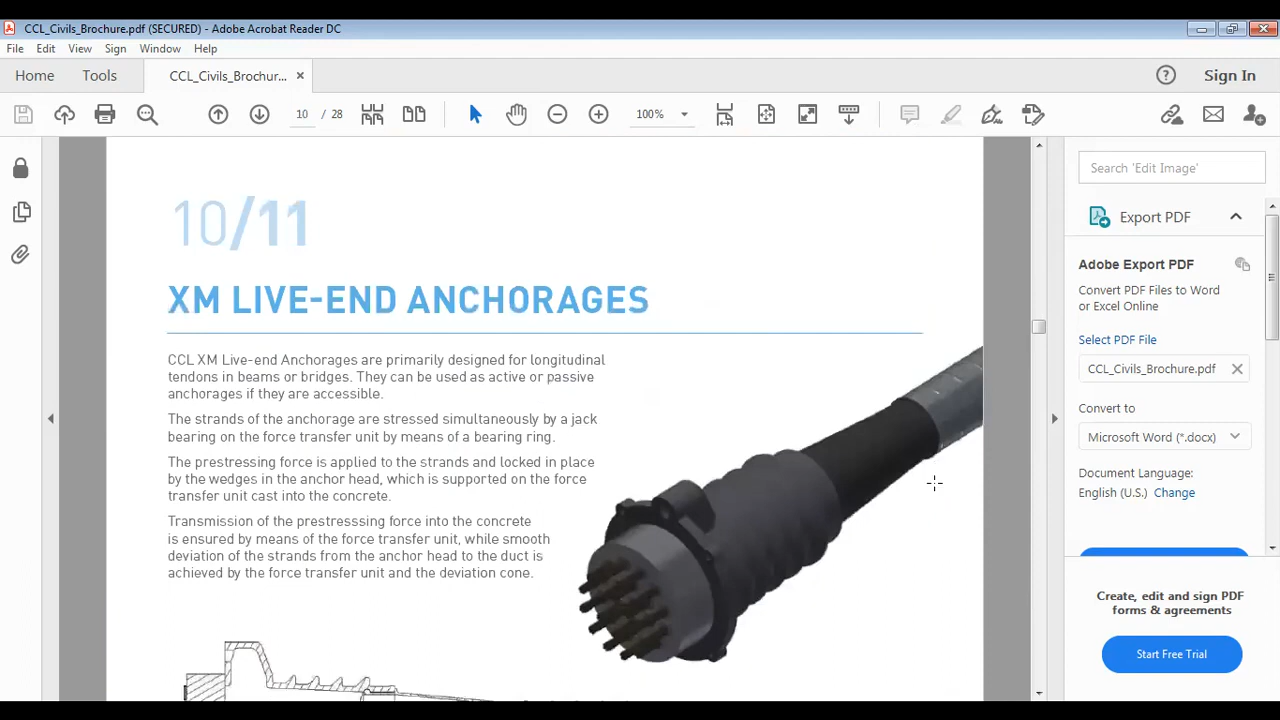 CCL_Civils_Brochure.pdf (SECURED) - Adobe Acrobat Reader DC
File Edit View Sign Window Help
Home Tools CCL_Civils_Brochur... × Sign In
10 / 28 100%
Search 'Edit Image'
Export PDF
Adobe Export PDF
Convert PDF Files to Word
or Excel Online
Select PDF File
CCL_Civils_Brochure.pdf
Convert to
Microsoft Word (*.docx)
Document Language:
English (U.S.) Change
Create, edit and sign PDF
forms & agreements
Start Free Trial
10/11
XM LIVE-END ANCHORAGES
CCL XM Live-end Anchorages are primarily designed for longitudinal
tendons in beams or bridges. They can be used as active or passive
anchorages if they are accessible.
The strands of the anchorage are stressed simultaneously by a jack
bearing on the force transfer unit by means of a bearing ring.
The prestressing force is applied to the strands and locked in place
by the wedges in the anchor head, which is supported on the force
transfer unit cast into the concrete.
Transmission of the prestresssing force into the concrete
is ensured by means of the force transfer unit, while smooth
deviation of the strands from the anchor head to the duct is
achieved by the force transfer unit and the deviation cone.